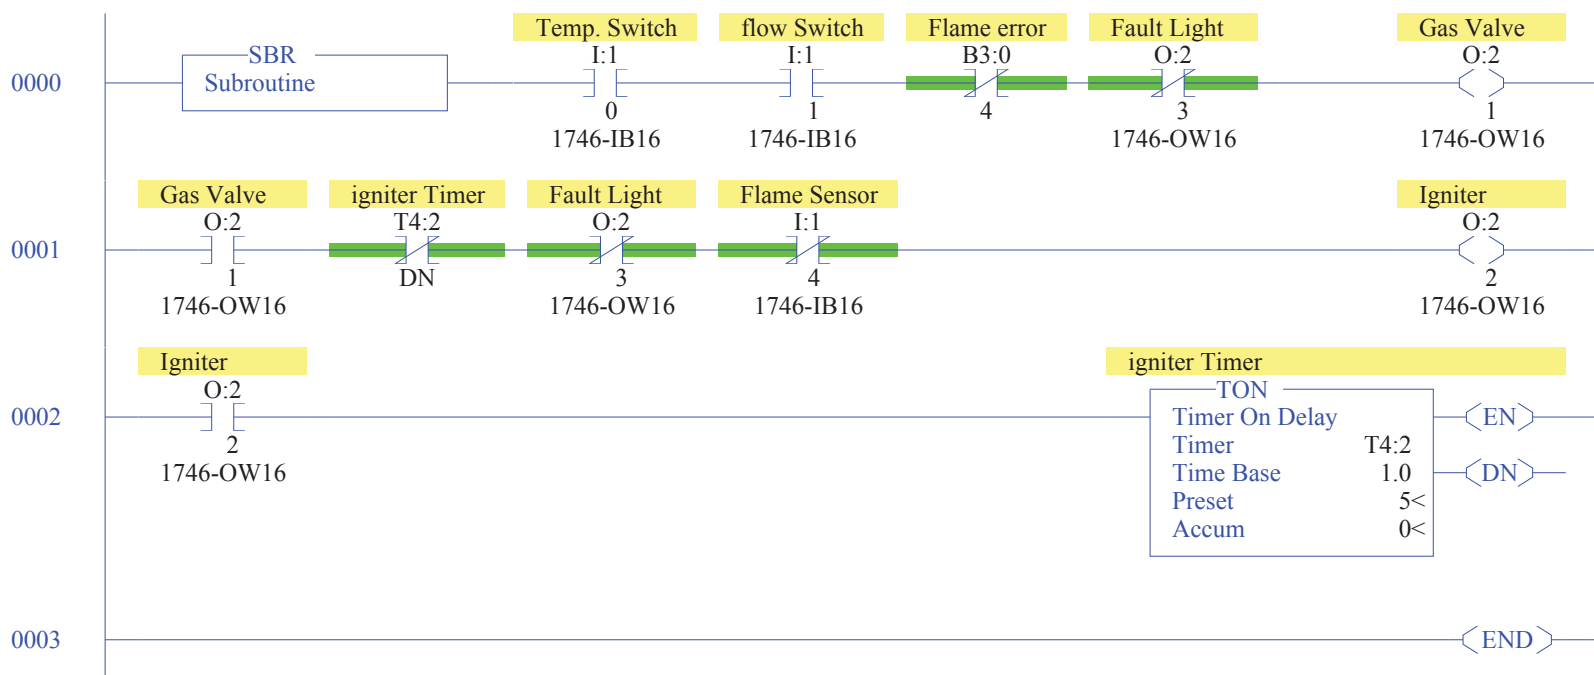 Temp. Switch flow Switch Flame error Fault Light Gas Valve
SBR I:1 I:1 B3:0 O:2 O:2
0000 Subroutine
0 1 4 3 1
1746-IB16 1746-IB16 1746-OW16 1746-OW16
Gas Valve igniter Timer Fault Light Flame Sensor Igniter
O:2 T4:2 O:2 I:1 O:2
0001
1 DN 3 4 2
1746-OW16 1746-OW16 1746-IB16 1746-OW16
Igniter igniter Timer
O:2 TON
0002 Timer On Delay EN
2 Timer T4:2
1746-OW16 Time Base 1.0 DN
Preset 5<
Accum 0<
0003 END